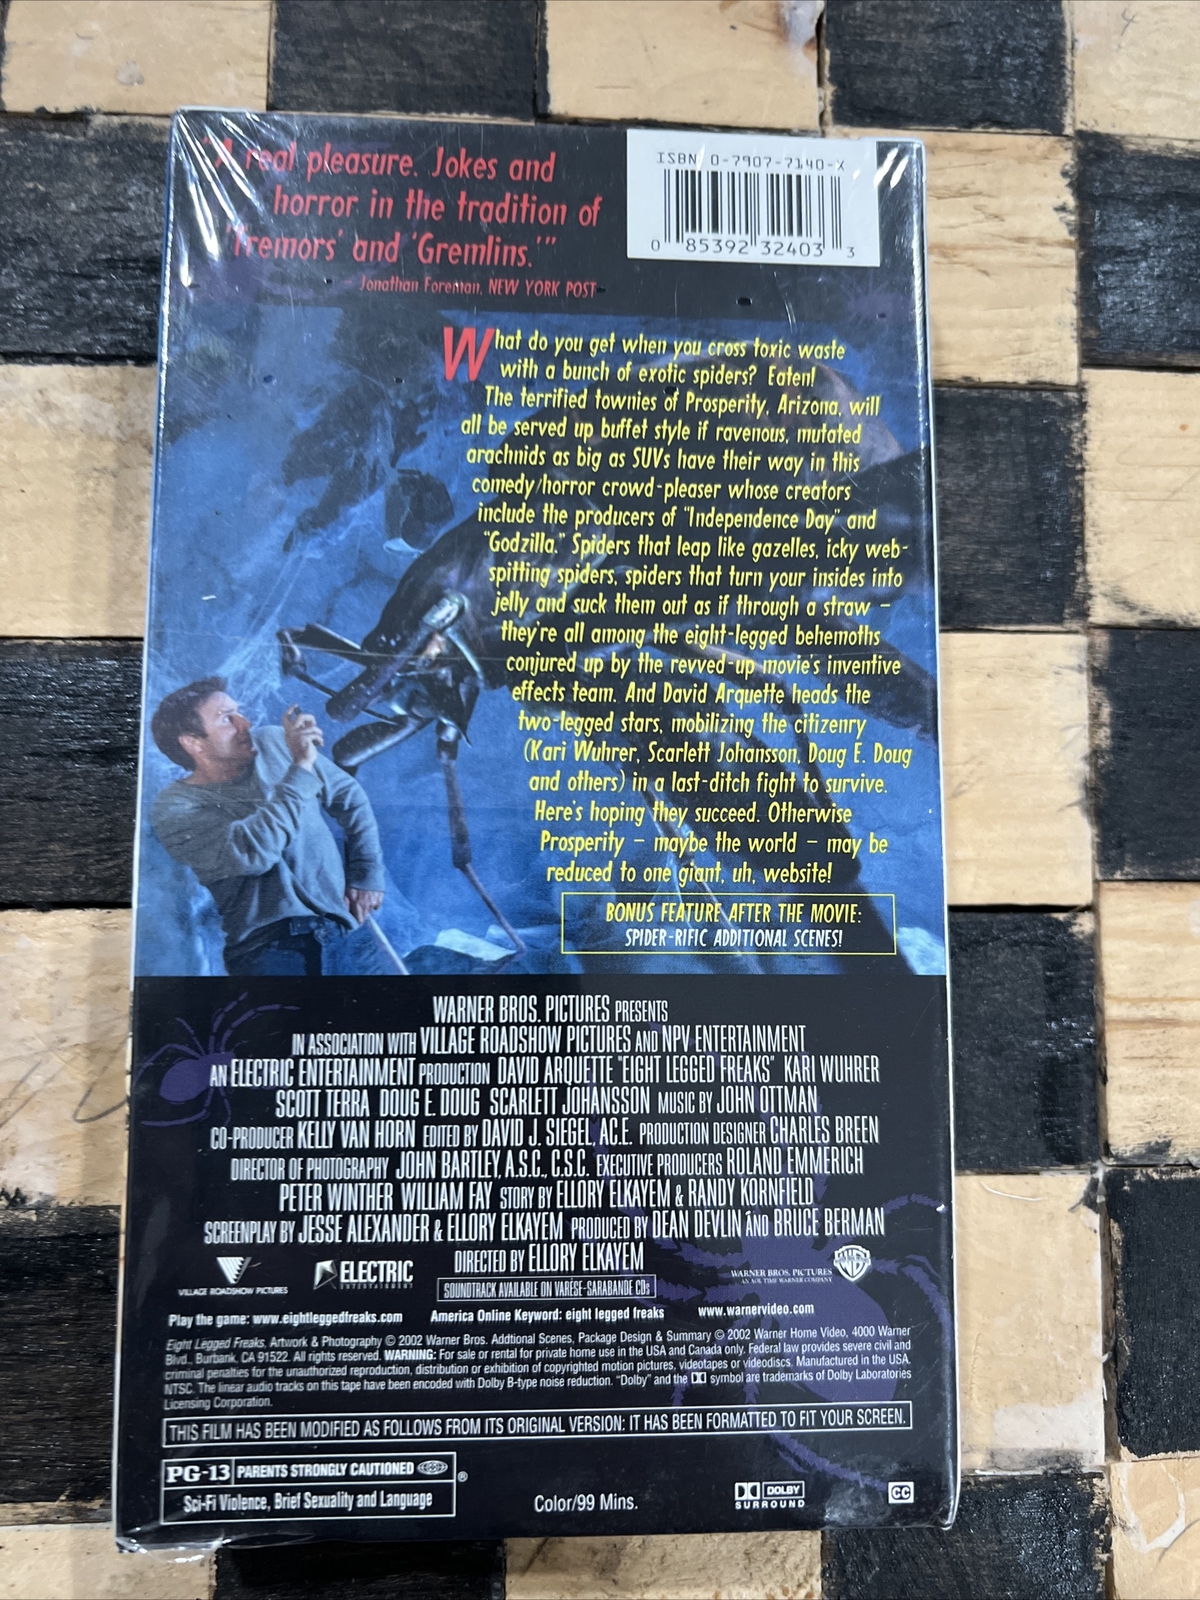 "A real pleasure. Jokes and
horror in the tradition of
'Tremors' and 'Gremlins.'"
- Jonathan Foreman, NEW YORK POST
ISBN 0-7907-7140-X
0 85392 32403 3
What do you get when you cross toxic waste
with a bunch of exotic spiders? Eaten!
The terrified townies of Prosperity, Arizona, will
all be served up buffet style if ravenous, mutated
arachnids as big as SUVs have their way in this
comedy/horror crowd-pleaser whose creators
include the producers of "Independence Day" and
"Godzilla." Spiders that leap like gazelles, icky web-
spitting spiders, spiders that turn your insides into
jelly and suck them out as if through a straw –
they're all among the eight-legged behemoths
conjured up by the revved-up movie's inventive
effects team. And David Arquette heads the
two-legged stars, mobilizing the citizenry
(Kari Wuhrer, Scarlett Johansson, Doug E. Doug
and others) in a last-ditch fight to survive.
Here's hoping they succeed. Otherwise
Prosperity – maybe the world – may be
reduced to one giant, uh, website!
BONUS FEATURE AFTER THE MOVIE:
SPIDER-RIFIC ADDITIONAL SCENES!
WARNER BROS. PICTURES PRESENTS
IN ASSOCIATION WITH VILLAGE ROADSHOW PICTURES AND NPV ENTERTAINMENT
AN ELECTRIC ENTERTAINMENT PRODUCTION DAVID ARQUETTE "EIGHT LEGGED FREAKS" KARI WUHRER
SCOTT TERRA DOUG E. DOUG SCARLETT JOHANSSON MUSIC BY JOHN OTTMAN
CO-PRODUCER KELLY VAN HORN EDITED BY DAVID J. SIEGEL, A.C.E. PRODUCTION DESIGNER CHARLES BREEN
DIRECTOR OF PHOTOGRAPHY JOHN BARTLEY, A.S.C., C.S.C. EXECUTIVE PRODUCERS ROLAND EMMERICH
PETER WINTHER WILLIAM FAY STORY BY ELLORY ELKAYEM & RANDY KORNFIELD
SCREENPLAY BY JESSE ALEXANDER & ELLORY ELKAYEM PRODUCED BY DEAN DEVLIN AND BRUCE BERMAN
DIRECTED BY ELLORY ELKAYEM
VILLAGE ROADSHOW PICTURES
ELECTRIC ENTERTAINMENT
SOUNDTRACK AVAILABLE ON VARÈSE-SARABANDE CDs
WARNER BROS. PICTURES
AN AOL TIME WARNER COMPANY
WB
Play the game: www.eightleggedfreaks.com America Online Keyword: eight legged freaks www.warnervideo.com
Eight Legged Freaks, Artwork & Photography © 2002 Warner Bros. Addtional Scenes, Package Design & Summary © 2002 Warner Home Video, 4000 Warner
Blvd., Burbank, CA 91522. All rights reserved. WARNING: For sale or rental for private home use in the USA and Canada only. Federal law provides severe civil and
criminal penalties for the unauthorized reproduction, distribution or exhibition of copyrighted motion pictures, videotapes or videodiscs. Manufactured in the USA.
NTSC. The linear audio tracks on this tape have been encoded with Dolby B-type noise reduction. "Dolby" and the DD symbol are trademarks of Dolby Laboratories
Licensing Corporation.
THIS FILM HAS BEEN MODIFIED AS FOLLOWS FROM ITS ORIGINAL VERSION: IT HAS BEEN FORMATTED TO FIT YOUR SCREEN.
PG-13 PARENTS STRONGLY CAUTIONED ®
Sci-Fi Violence, Brief Sexuality and Language
Color/99 Mins.
DOLBY
SURROUND
CC